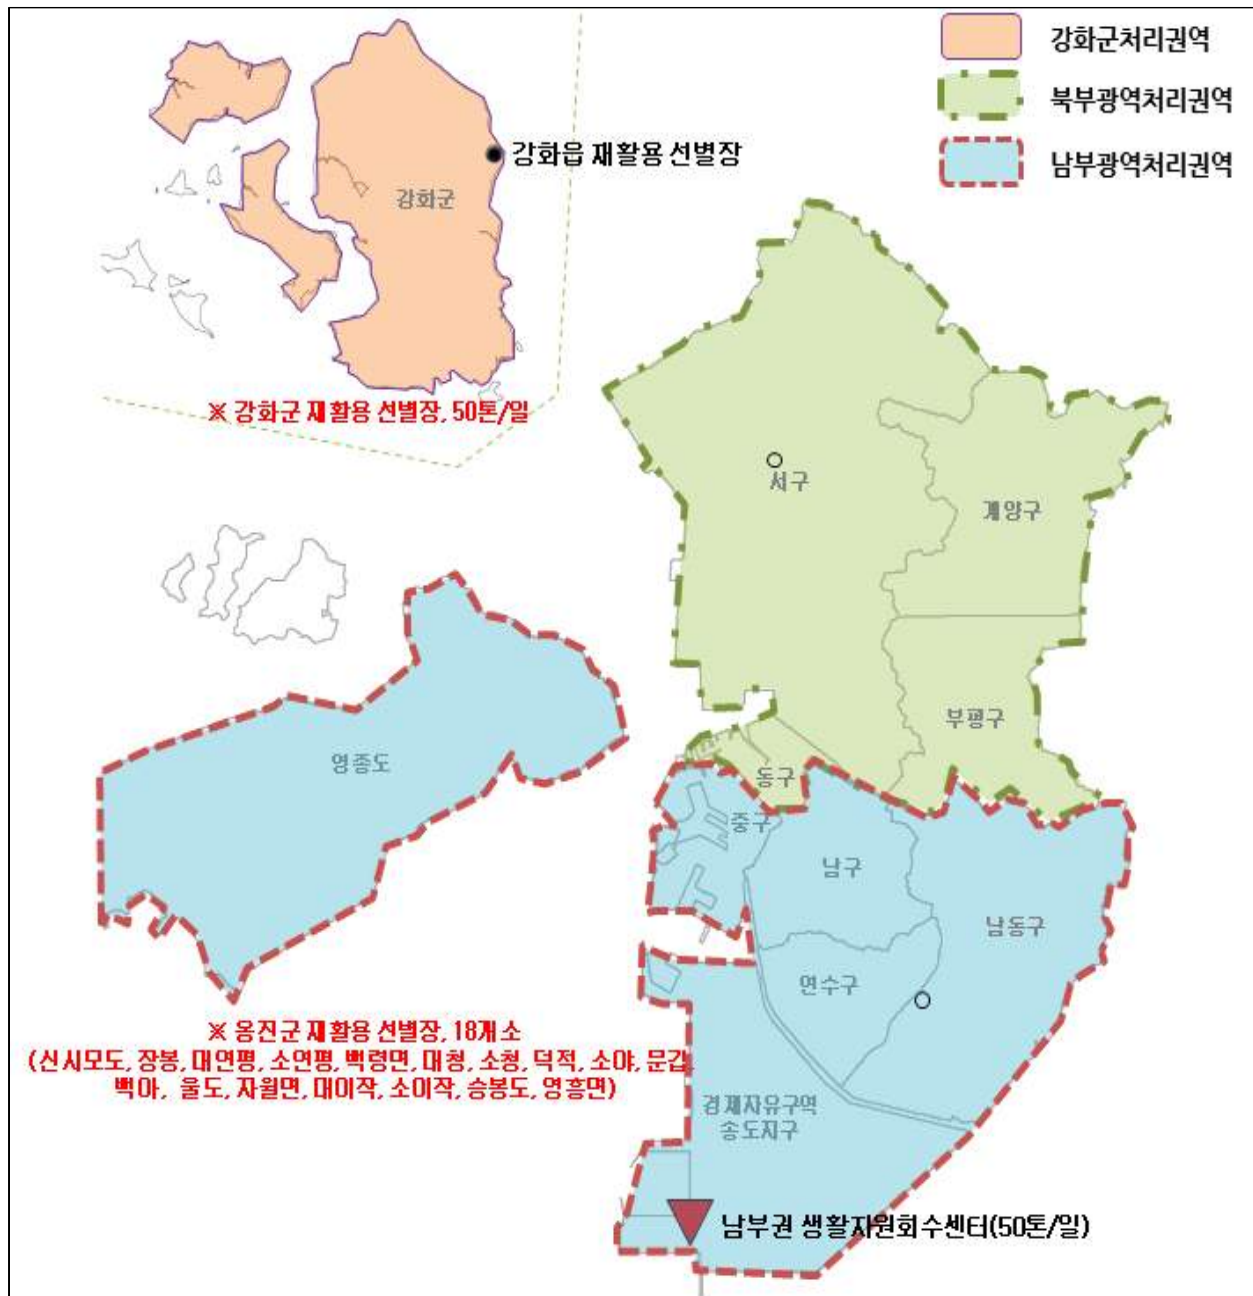 강화군처리권역
북부광역처리권역
남부광역처리권역
강화읍 재활용 선별장
강화군
※ 강화군 재활용 선별장, 50톤/일
서구
계양구
부평구
영종도
동구
중구
남구
남동구
연수구
※ 옹진군 재활용 선별장, 18개소
(신시모도, 장봉, 대연평, 소연평, 백령면, 대청, 소청, 덕적, 소야, 문갑,
백아, 울도, 자월면, 대이작, 소이작, 승봉도, 영흥면)
경제자유구역
송도지구
남부권 생활자원회수센터(50톤/일)